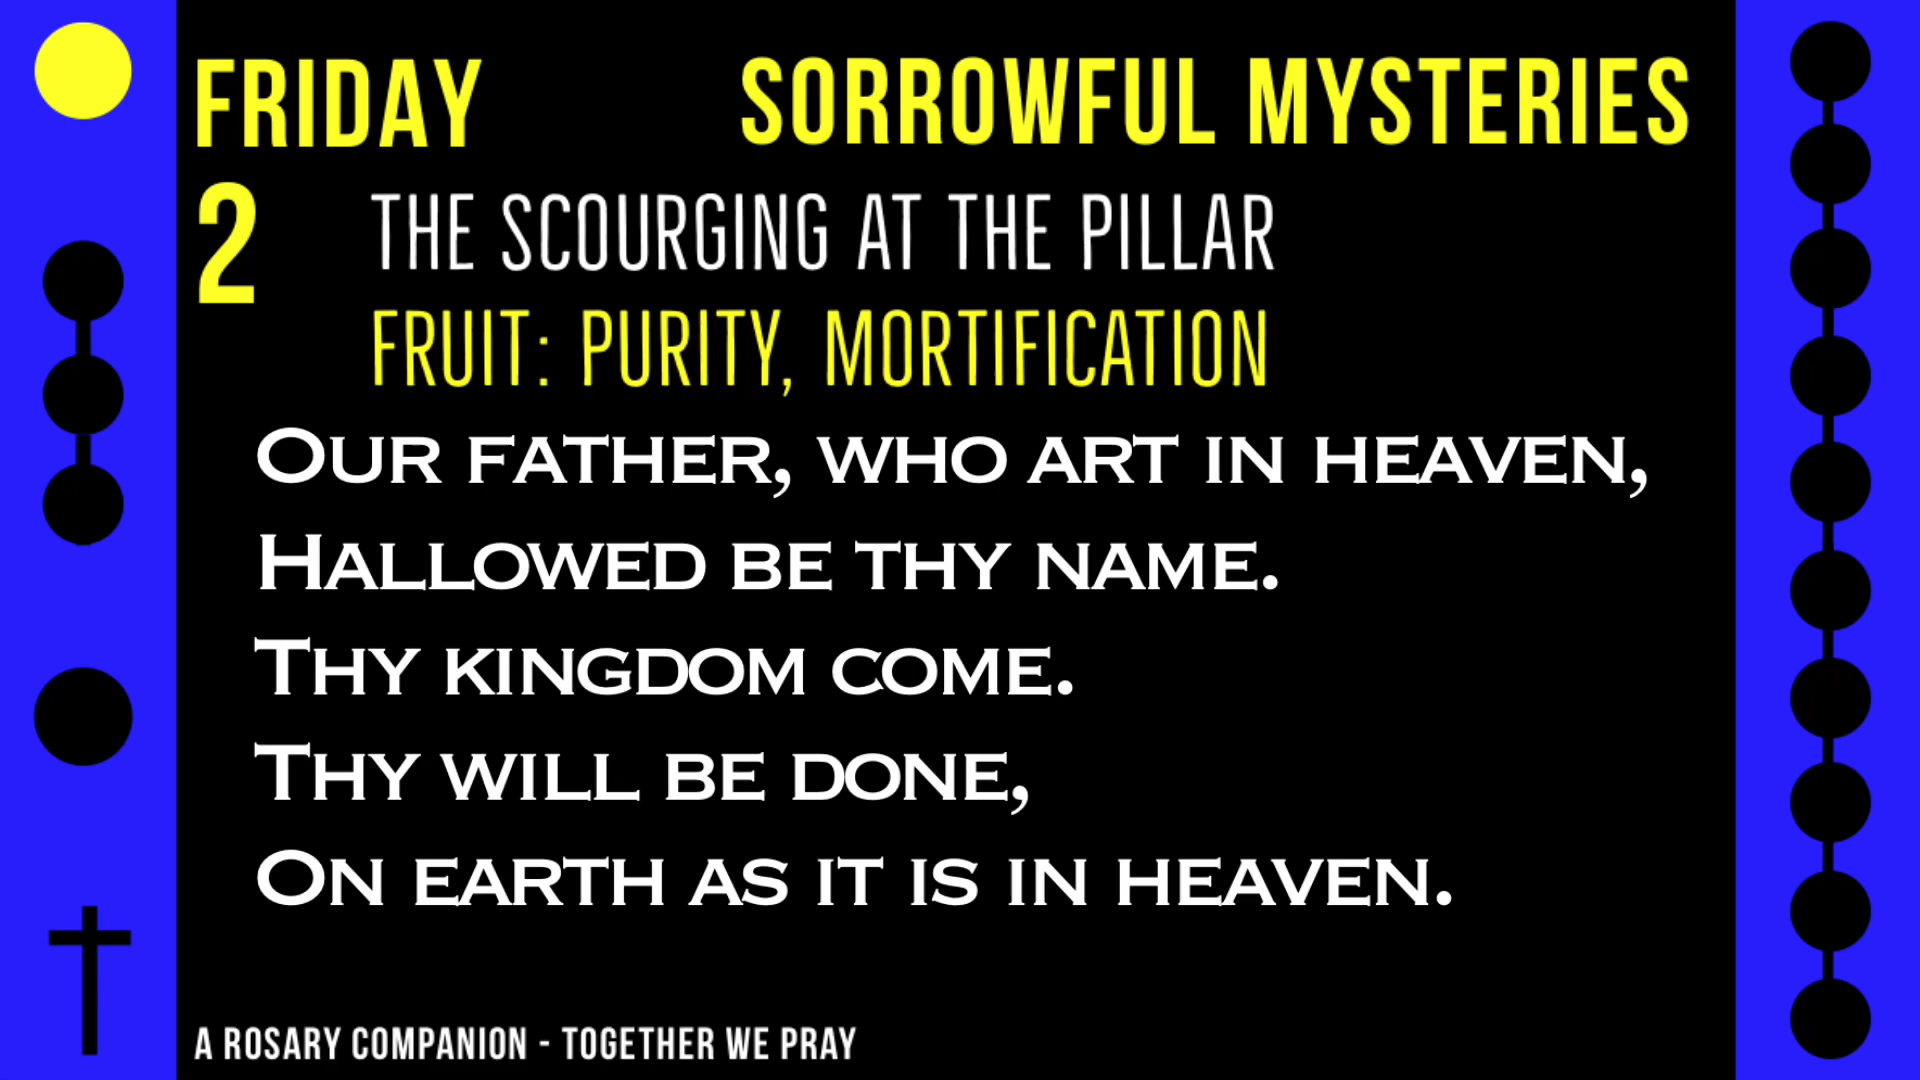 FRIDAY SORROWFUL MYSTERIES
2 THE SCOURGING AT THE PILLAR
FRUIT: PURITY, MORTIFICATION
OUR FATHER, WHO ART IN HEAVEN,
HALLOWED BE THY NAME.
THY KINGDOM COME.
THY WILL BE DONE,
ON EARTH AS IT IS IN HEAVEN.
A ROSARY COMPANION - TOGETHER WE PRAY